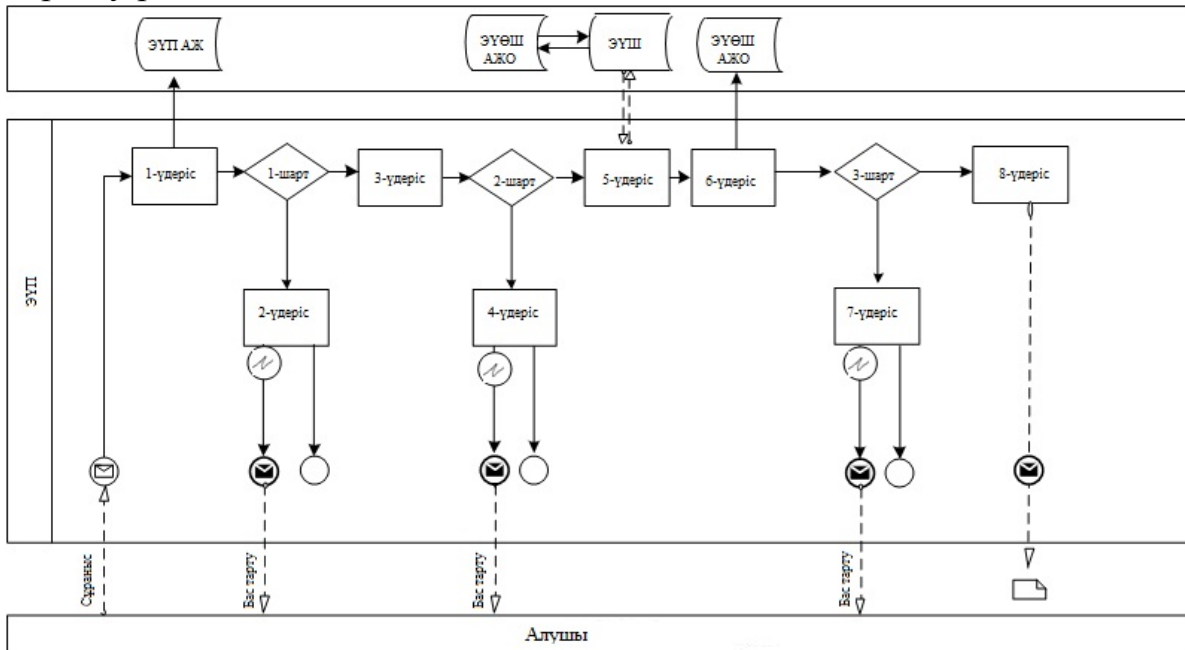 ЭҮП АЖ
ЭҮӨШ
АЖО
ЭҮШ
ЭҮӨШ
АЖО
ЭҮП
1-үдеріс
1-шарт
3-үдеріс
2-шарт
5-үдеріс
6-үдеріс
3-шарт
8-үдеріс
2-үдеріс
4-үдеріс
7-үдеріс
Сұраныс
Бас тарту
Бас тарту
Бас тарту
Алушы